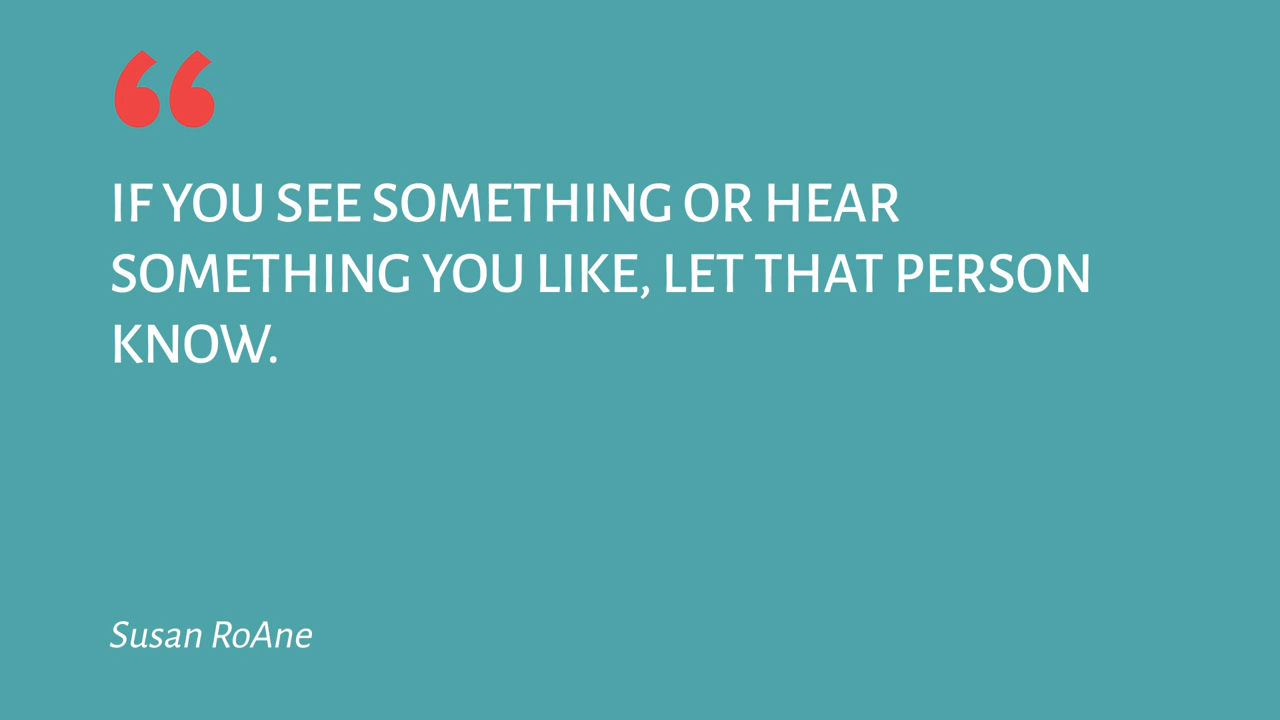 “
IF YOU SEE SOMETHING OR HEAR
SOMETHING YOU LIKE, LET THAT PERSON
KNOW.
Susan RoAne